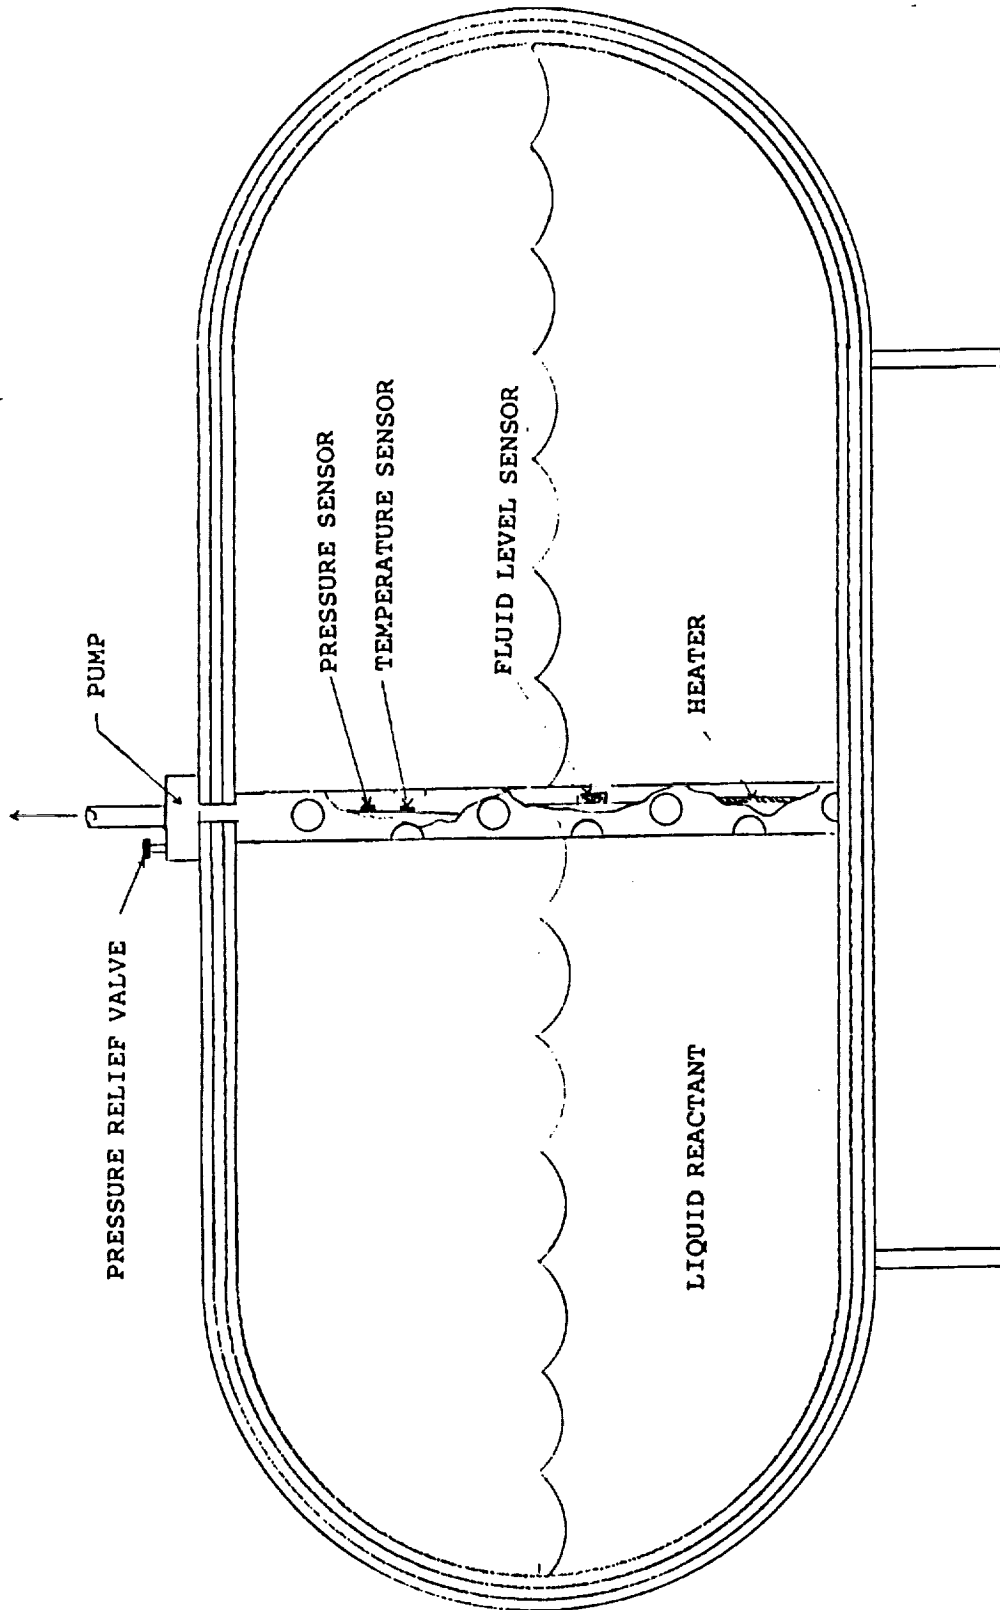 PUMP
PRESSURE RELIEF VALVE
PRESSURE SENSOR
TEMPERATURE SENSOR
FLUID LEVEL SENSOR
HEATER
LIQUID REACTANT